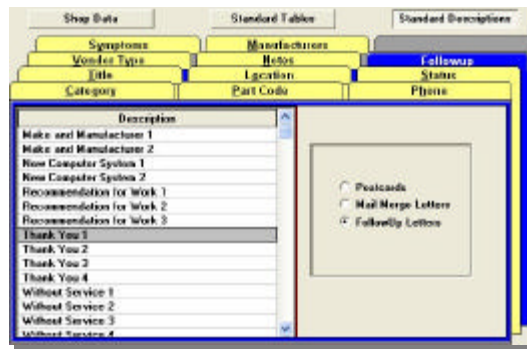 Shop Data Standard Tables Standard Descriptions
Symptoms Manufacturers
Vendor Type Notes Followup
Title Location Status
Category Part Code Phone
Description
Make and Manufacturer 1
Make and Manufacturer 2
New Computer System 1
New Computer System 2
Recommendation for Work 1
Recommendation for Work 2
Recommendation for Work 3
Thank You 1
Thank You 2
Thank You 3
Thank You 4
Without Service 1
Without Service 2
Without Service 3
Without Service 4
Postcards
Mail Merge Letters
FollowUp Letters